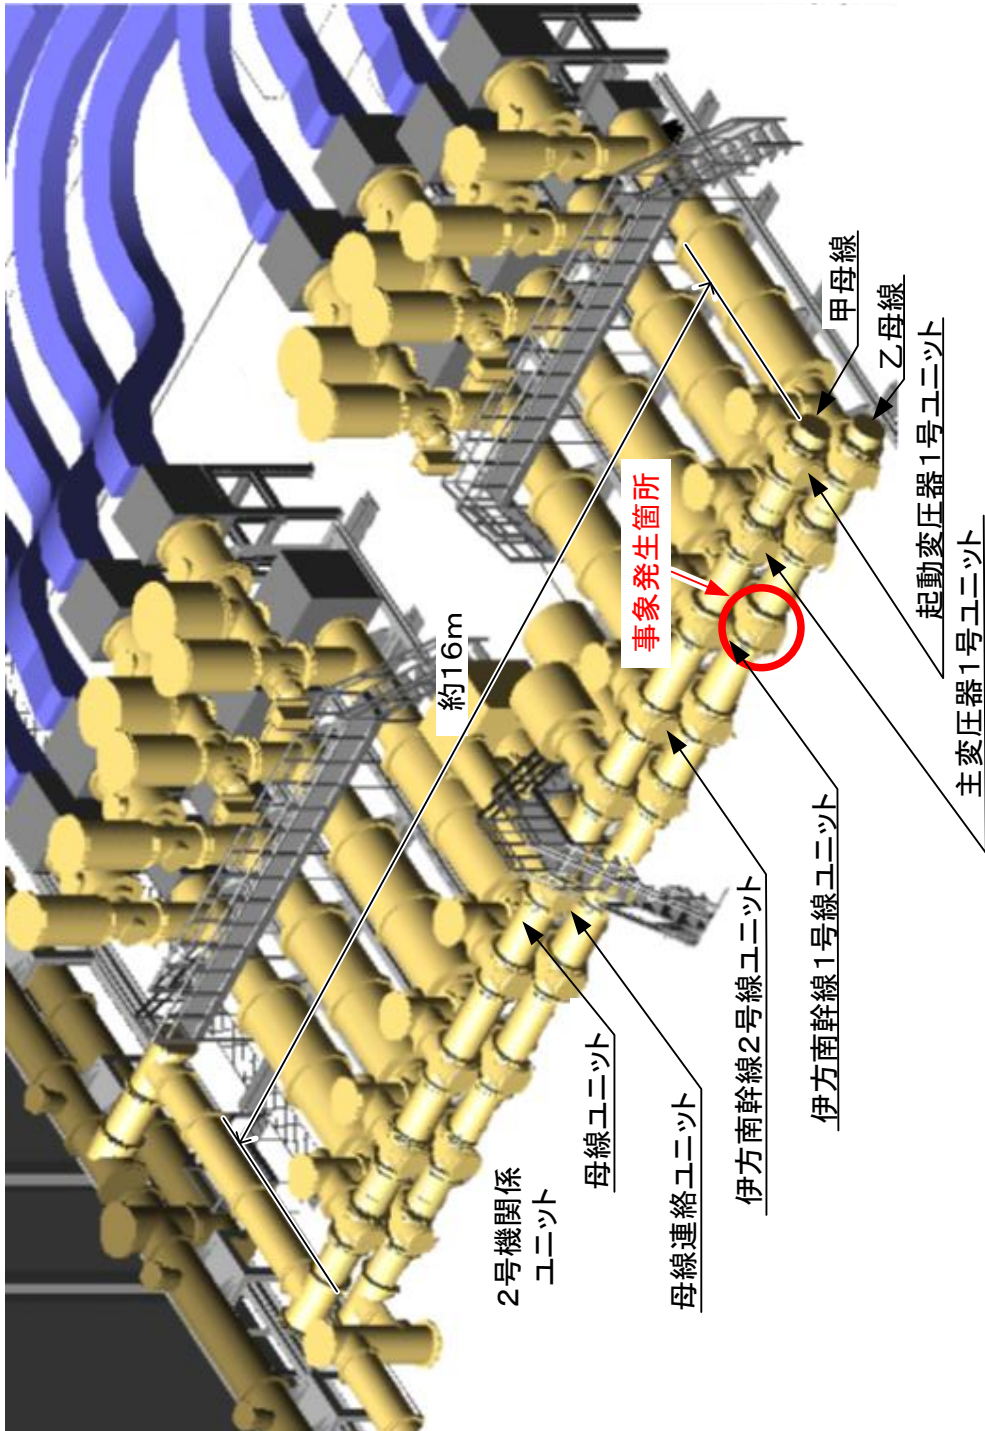 約16m
事象発生箇所
甲母線
乙母線
起動変圧器1号ユニット
主変圧器1号ユニット
伊方南幹線1号線ユニット
伊方南幹線2号線ユニット
母線連絡ユニット
母線ユニット
2号機関係
ユニット